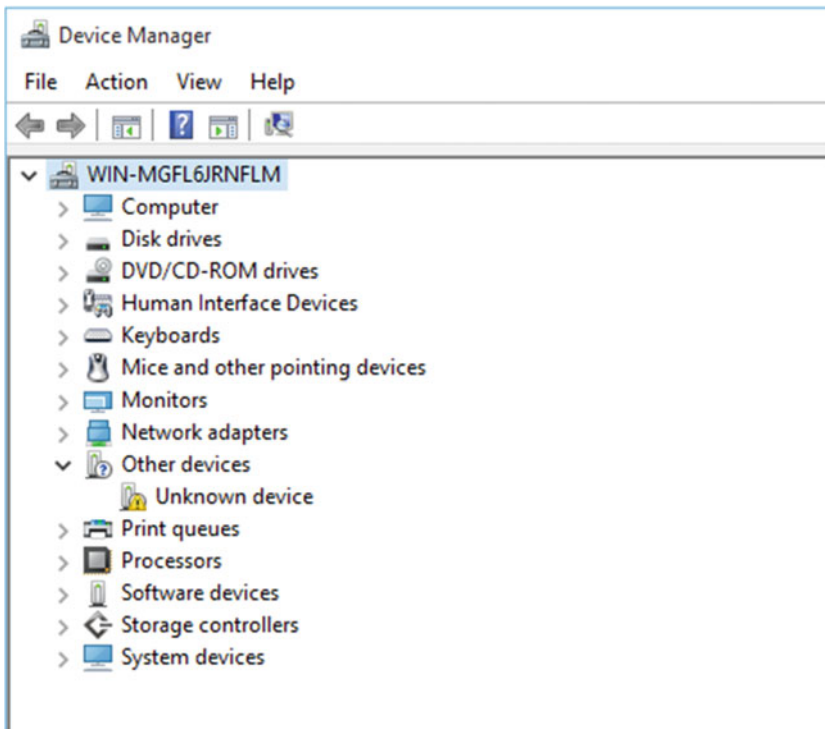 Device Manager
File Action View Help
WIN-MGFL6JRNFLM
Computer
Disk drives
DVD/CD-ROM drives
Human Interface Devices
Keyboards
Mice and other pointing devices
Monitors
Network adapters
Other devices
Unknown device
Print queues
Processors
Software devices
Storage controllers
System devices